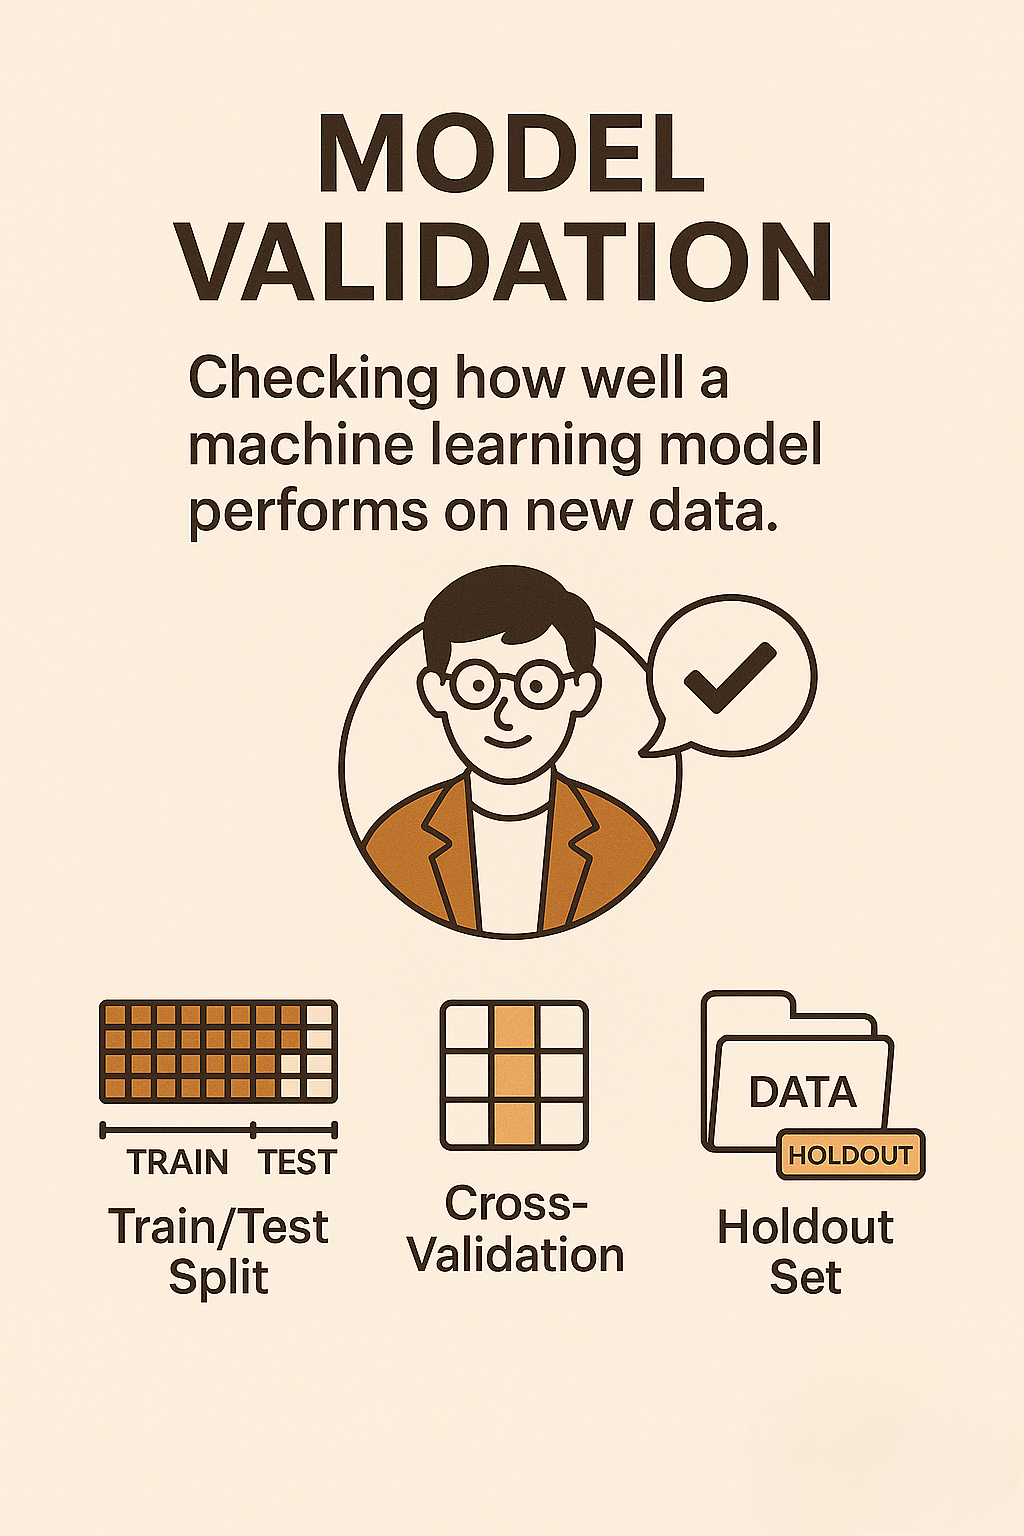 MODEL
VALIDATION
Checking how well a
machine learning model
performs on new data.
TRAIN TEST
Train/Test
Split
Cross-
Validation
DATA
HOLDOUT
Holdout
Set